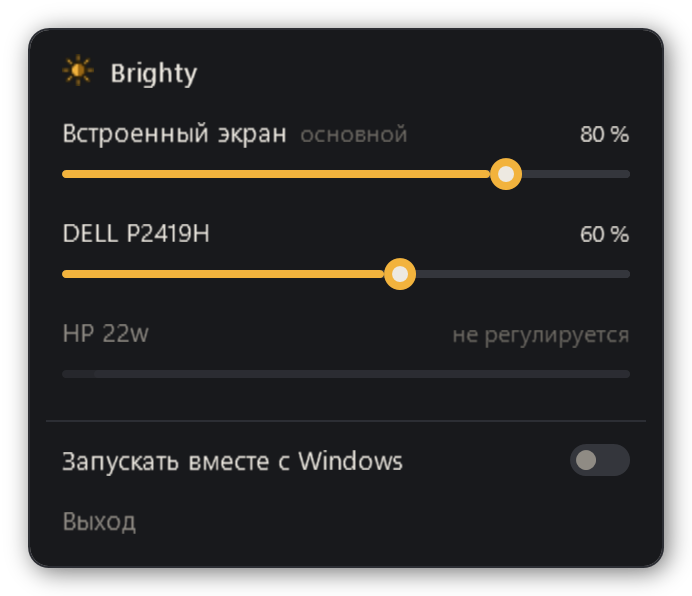 Brighty
Встроенный экран основной 80 %
DELL P2419H 60 %
HP 22w не регулируется
Запускать вместе с Windows
Выход